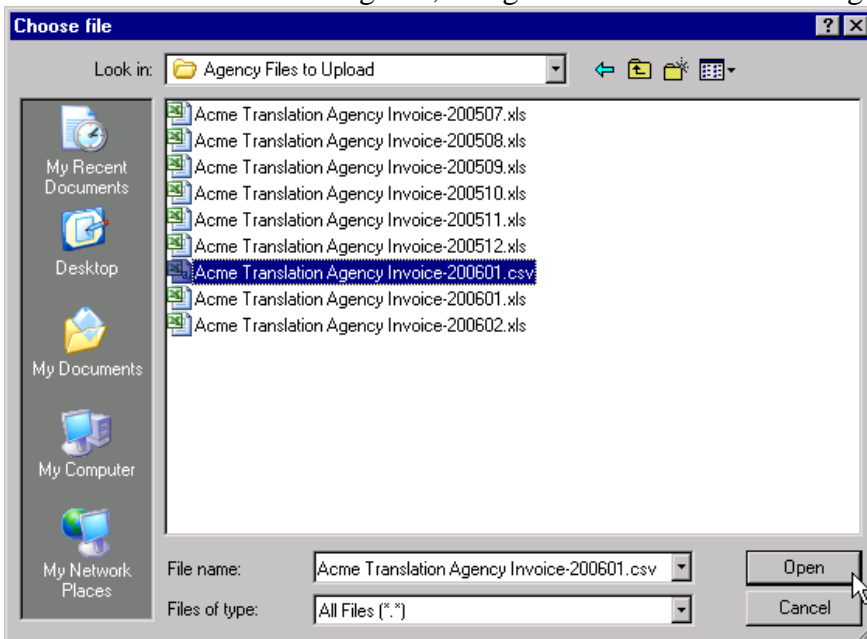 Choose file
Look in: Agency Files to Upload
My Recent
Documents
Desktop
My Documents
My Computer
My Network
Places
Acme Translation Agency Invoice-200507.xls
Acme Translation Agency Invoice-200508.xls
Acme Translation Agency Invoice-200509.xls
Acme Translation Agency Invoice-200510.xls
Acme Translation Agency Invoice-200511.xls
Acme Translation Agency Invoice-200512.xls
Acme Translation Agency Invoice-200601.csv
Acme Translation Agency Invoice-200601.xls
Acme Translation Agency Invoice-200602.xls
File name: Acme Translation Agency Invoice-200601.csv Open
Files of type: All Files (*.*) Cancel